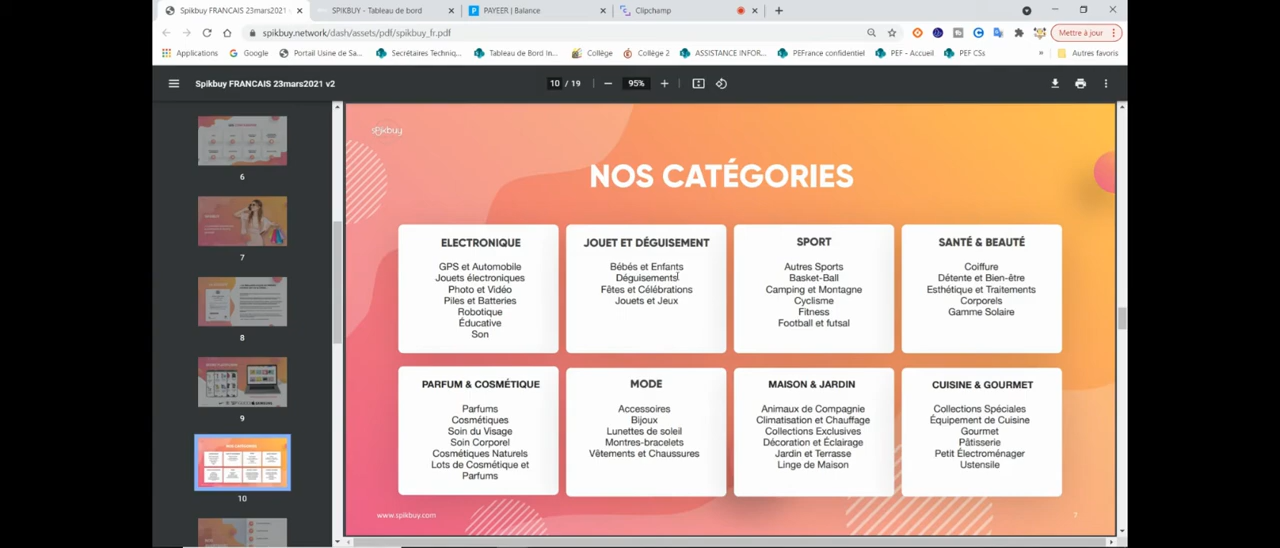 Spikbuy FRANCAIS 23mars2021
SPIKBUY - Tableau de bord
PAYEER | Balance
Clipchamp
spikbuy.network/dash/assets/pdf/spikbuy_fr.pdf
Mettre à jour
Applications
Google
Portail Usine de Sa...
Secrétaires Techniq...
Tableau de Bord In...
Collège
Collège 2
ASSISTANCE INFOR...
PEFrance confidentiel
PEF - Accueil
PEF CSs
»
Autres favoris
Spikbuy FRANCAIS 23mars2021 v2
10 / 19
95%
6
7
8
9
10
spikbuy
NOS CATÉGORIES
ELECTRONIQUE
GPS et Automobile
Jouets électroniques
Photo et Vidéo
Piles et Batteries
Robotique
Éducative
Son
JOUET ET DÉGUISEMENT
Bébés et Enfants
Déguisements
Fêtes et Célébrations
Jouets et Jeux
SPORT
Autres Sports
Basket-Ball
Camping et Montagne
Cyclisme
Fitness
Football et futsal
SANTÉ & BEAUTÉ
Coiffure
Détente et Bien-être
Esthétique et Traitements
Corporels
Gamme Solaire
PARFUM & COSMÉTIQUE
Parfums
Cosmétiques
Soin du Visage
Soin Corporel
Cosmétiques Naturels
Lots de Cosmétique et
Parfums
MODE
Accessoires
Bijoux
Lunettes de soleil
Montres-bracelets
Vêtements et Chaussures
MAISON & JARDIN
Animaux de Compagnie
Climatisation et Chauffage
Collections Exclusives
Décoration et Éclairage
Jardin et Terrasse
Linge de Maison
CUISINE & GOURMET
Collections Spéciales
Équipement de Cuisine
Gourmet
Pâtisserie
Petit Électroménager
Ustensile
www.spikbuy.com